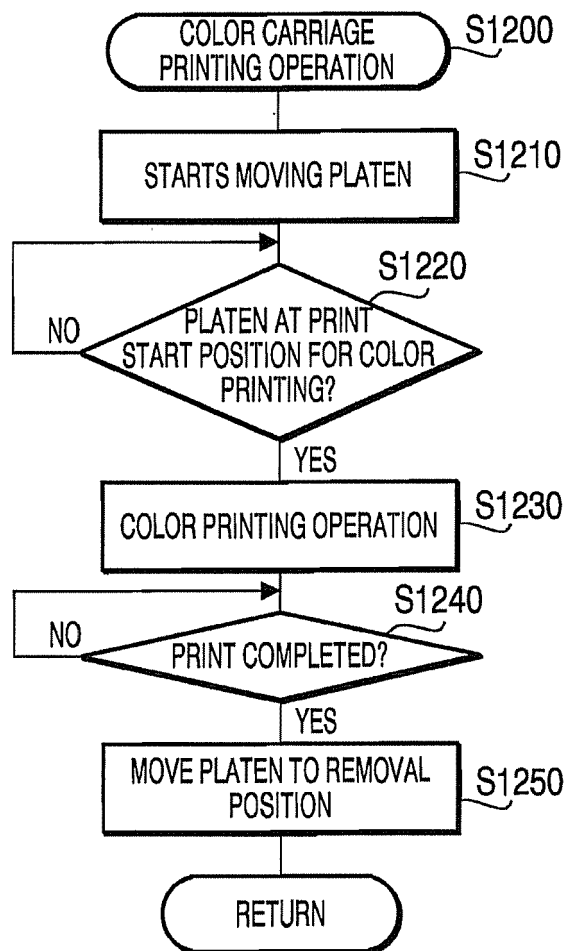 COLOR CARRIAGE
PRINTING OPERATION
S1200
STARTS MOVING PLATEN
S1210
S1220
NO
PLATEN AT PRINT
START POSITION FOR COLOR
PRINTING?
YES
COLOR PRINTING OPERATION
S1230
S1240
NO
PRINT COMPLETED?
YES
MOVE PLATEN TO REMOVAL
POSITION
S1250
RETURN